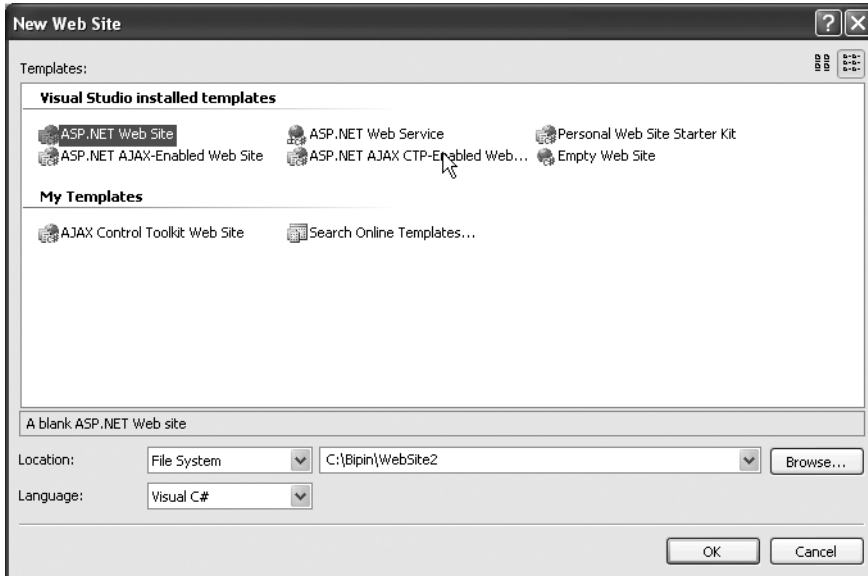 New Web Site
Templates:
Visual Studio installed templates
ASP.NET Web Site ASP.NET Web Service Personal Web Site Starter Kit
ASP.NET AJAX-Enabled Web Site ASP.NET AJAX CTP-Enabled Web... Empty Web Site
My Templates
AJAX Control Toolkit Web Site Search Online Templates...
A blank ASP.NET Web site
Location: File System C:\Bipin\WebSite2 Browse...
Language: Visual C#
OK Cancel